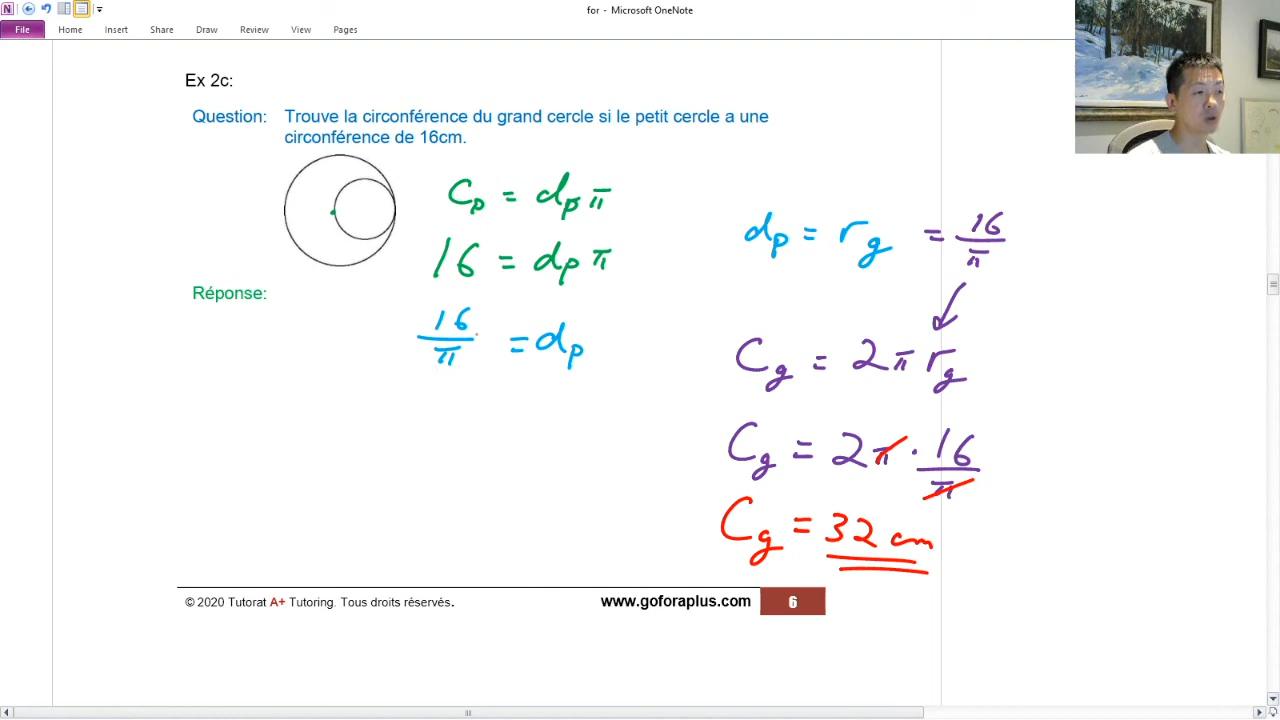 for - Microsoft OneNote
File Home Insert Share Draw Review View Pages
Ex 2c:
Question: Trouve la circonférence du grand cercle si le petit cercle a une
circonférence de 16cm.
Cp = dp π
16 = dp π
16/π = dp
Réponse:
dp = rg = 16/π
Cg = 2π rg
Cg = 2π · 16/π
Cg = 32 cm
© 2020 Tutorat A+ Tutoring. Tous droits réservés. www.goforaplus.com 6